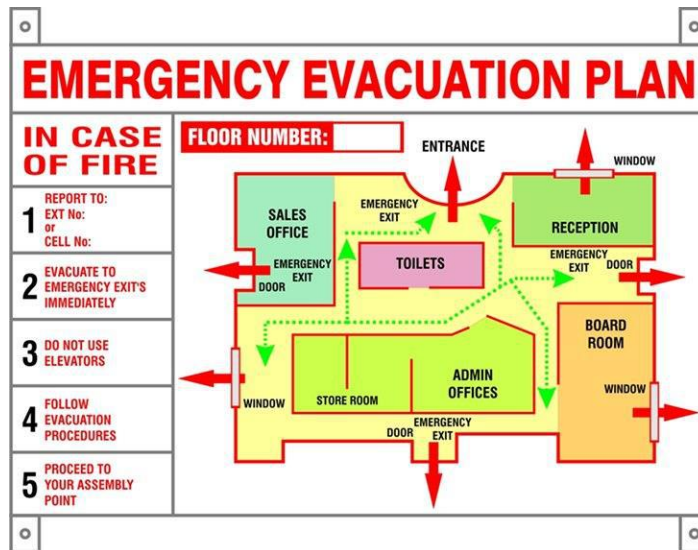 EMERGENCY EVACUATION PLAN
IN CASE
OF FIRE
1
REPORT TO:
EXT No:
or
CELL No:
2
EVACUATE TO
EMERGENCY EXIT'S
IMMEDIATELY
3
DO NOT USE
ELEVATORS
4
FOLLOW
EVACUATION
PROCEDURES
5
PROCEED TO
YOUR ASSEMBLY
POINT
FLOOR NUMBER:
ENTRANCE
WINDOW
EMERGENCY
EXIT
SALES
OFFICE
RECEPTION
TOILETS
EMERGENCY
EXIT
DOOR
EMERGENCY
EXIT
DOOR
BOARD
ROOM
WINDOW
ADMIN
OFFICES
STORE ROOM
WINDOW
DOOR
EMERGENCY
EXIT